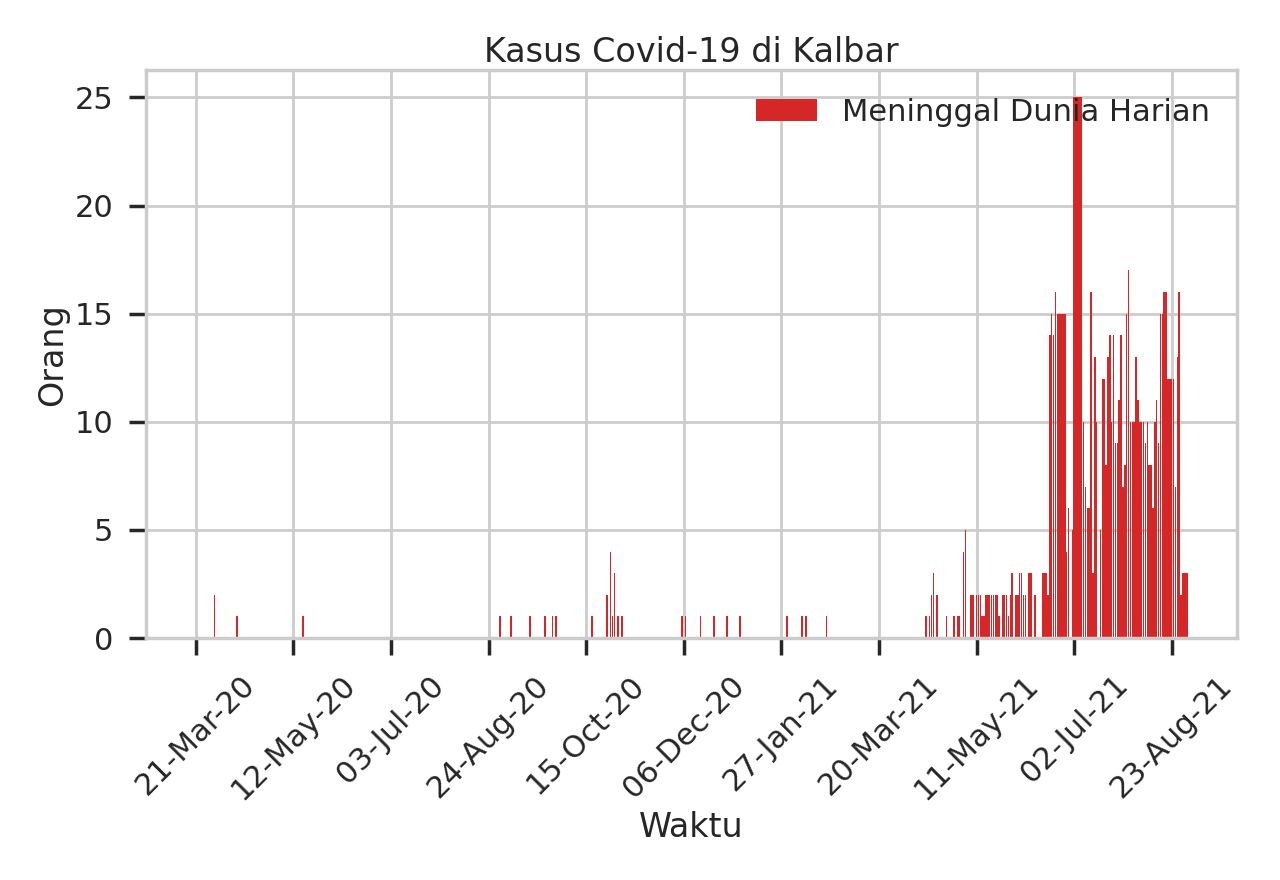 Kasus Covid-19 di Kalbar
Meninggal Dunia Harian
Orang
25
20
15
10
5
0
21-Mar-20
12-May-20
03-Jul-20
24-Aug-20
15-Oct-20
06-Dec-20
27-Jan-21
20-Mar-21
11-May-21
02-Jul-21
23-Aug-21
Waktu